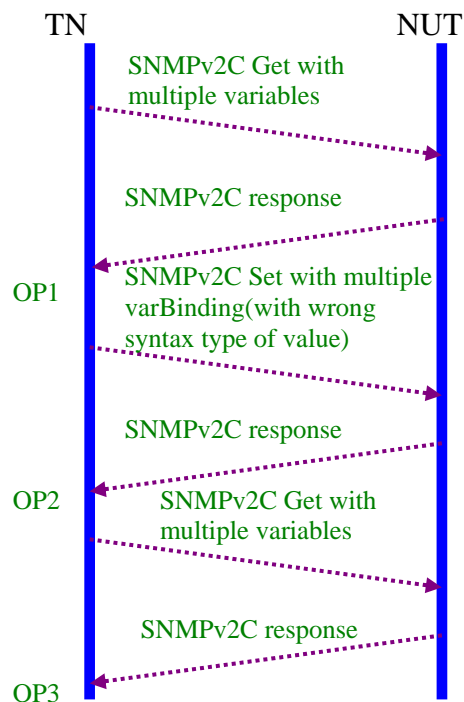 TN
NUT
SNMPv2C Get with
multiple variables
SNMPv2C response
OP1
SNMPv2C Set with multiple
varBinding(with wrong
syntax type of value)
SNMPv2C response
OP2
SNMPv2C Get with
multiple variables
SNMPv2C response
OP3